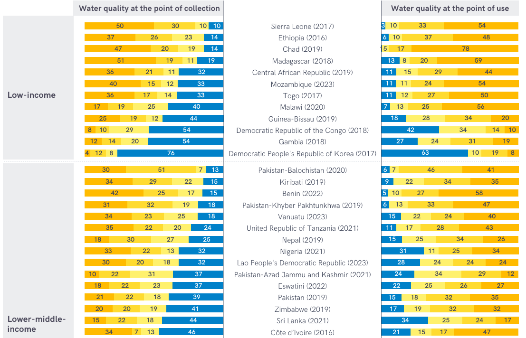 Water quality at the point of collection Water quality at the point of use
Low-income
50 30 10 10 Sierra Leone (2017) 3 10 33 54
37 26 23 14 Ethiopia (2016) 6 10 37 48
47 20 19 14 Chad (2019) 5 17 78
51 19 11 19 Madagascar (2018) 13 8 20 59
36 21 11 32 Central African Republic (2019) 11 15 29 44
40 15 12 33 Mozambique (2023) 11 11 24 54
36 17 14 33 Togo (2017) 11 12 27 50
17 19 25 40 Malawi (2020) 7 13 25 56
25 19 12 44 Guinea-Bissau (2019) 18 28 34 20
8 10 29 54 Democratic Republic of the Congo (2018) 42 34 14 10
12 14 20 54 Gambia (2018) 27 24 31 19
4 12 8 76 Democratic People's Republic of Korea (2017) 63 10 19 8
Lower-middle-income
30 51 7 13 Pakistan-Balochistan (2020) 6 7 46 41
34 29 22 15 Kiribati (2019) 9 22 34 35
42 25 17 15 Benin (2022) 5 10 27 58
31 32 19 18 Pakistan-Khyber Pakhtunkhwa (2019) 6 13 33 47
34 23 25 18 Vanuatu (2023) 15 22 24 40
35 22 20 24 United Republic of Tanzania (2021) 11 17 28 43
18 30 27 25 Nepal (2019) 15 25 34 26
33 22 13 32 Nigeria (2021) 31 11 25 34
30 20 18 32 Lao People's Democratic Republic (2023) 28 24 24 24
10 22 31 37 Pakistan-Azad Jammu and Kashmir (2021) 24 34 29 12
18 22 23 37 Eswatini (2022) 22 25 26 27
21 22 18 39 Pakistan (2019) 15 18 32 35
20 20 19 41 Zimbabwe (2019) 17 19 32 32
15 22 18 44 Sri Lanka (2021) 34 25 24 17
34 7 13 46 Côte d'Ivoire (2016) 21 15 17 47